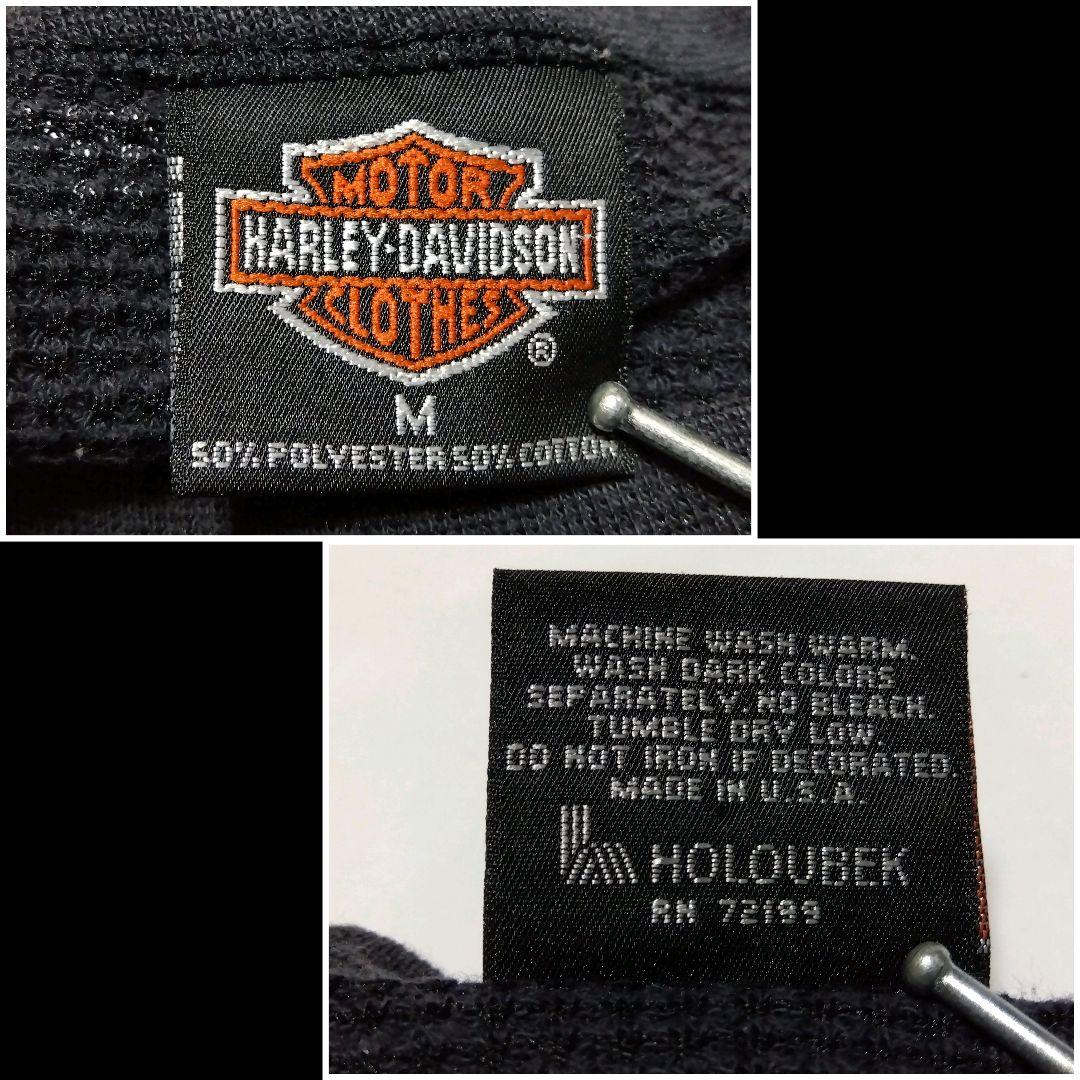 MOTOR
HARLEY-DAVIDSON
CLOTHES
®
M
50% POLYESTER 50% COTTON
MACHINE WASH WARM.
WASH DARK COLORS
SEPARATELY. NO BLEACH.
TUMBLE DRY LOW.
DO NOT IRON IF DECORATED.
MADE IN U.S.A.
HOLOUBEK
RN 72199